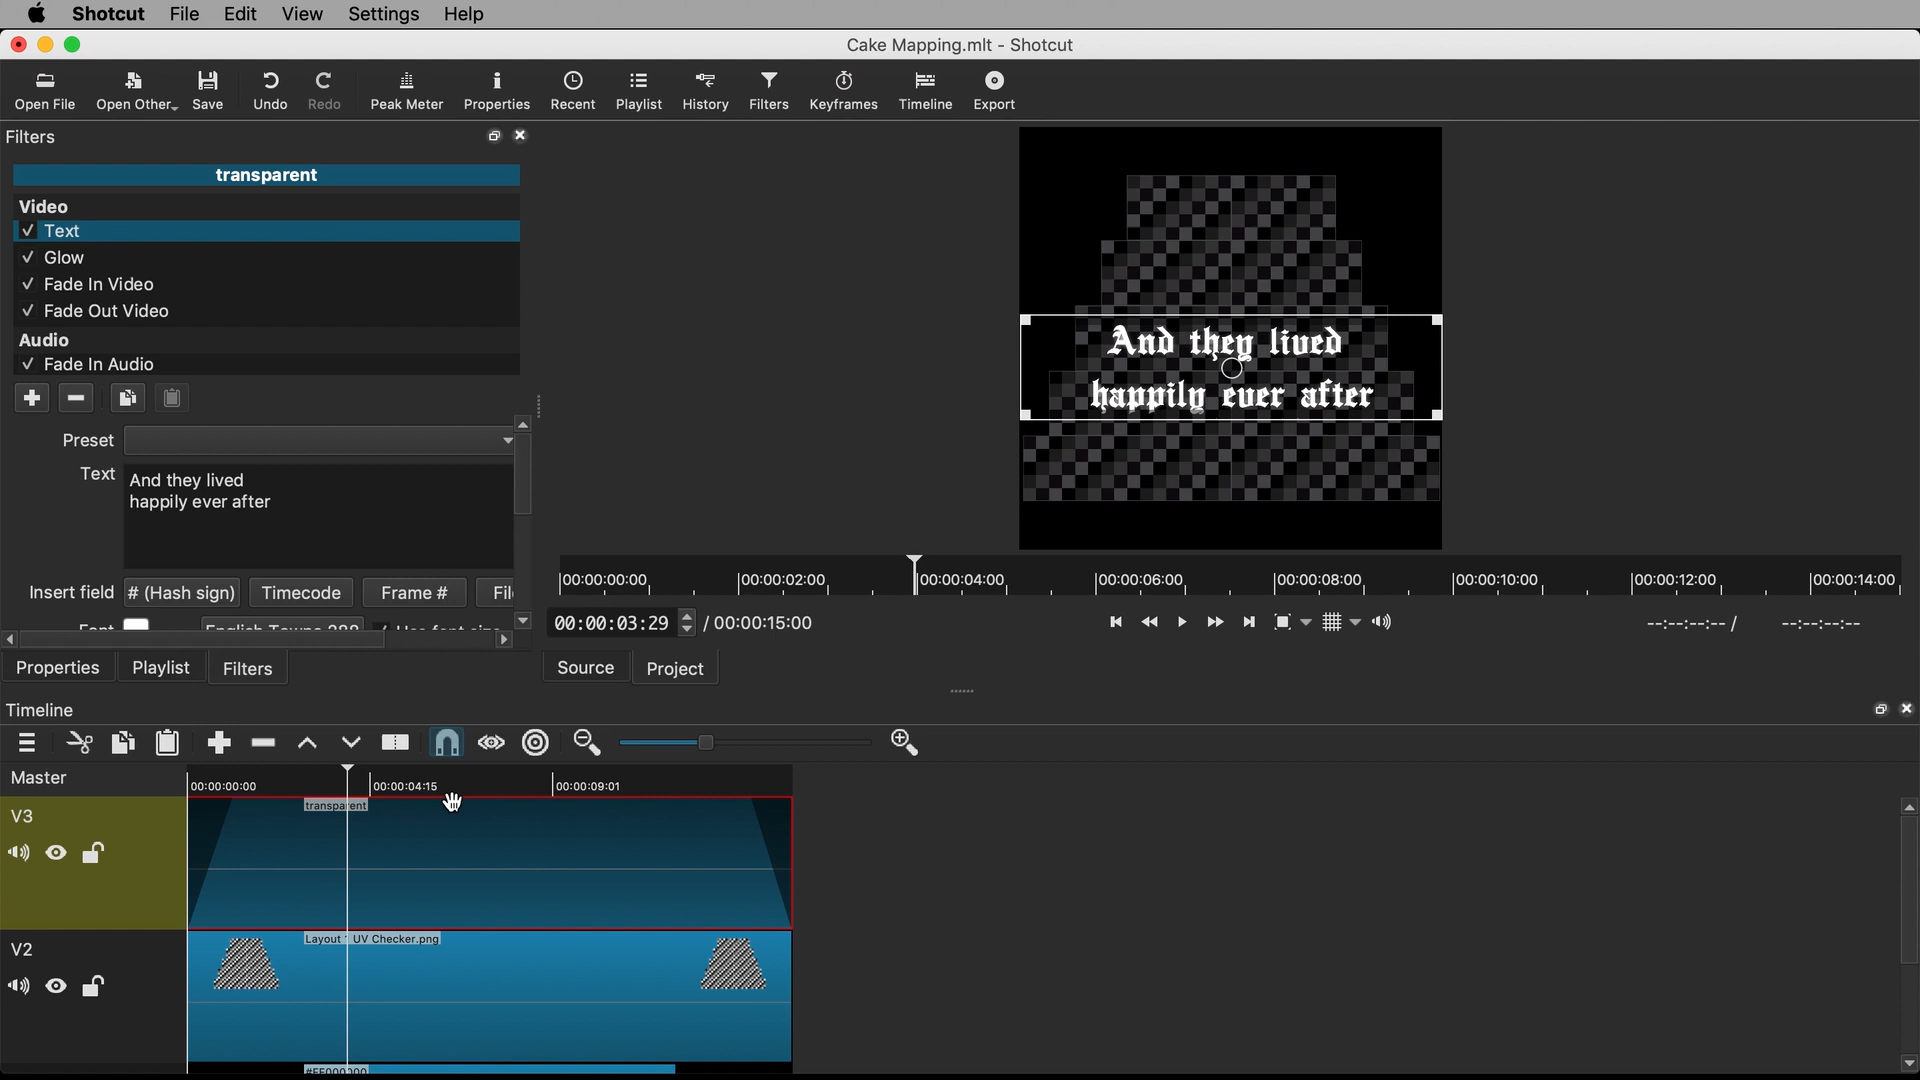 Shotcut File Edit View Settings Help
Cake Mapping.mlt - Shotcut
Open File Open Other Save Undo Redo Peak Meter Properties Recent Playlist History Filters Keyframes Timeline Export
Filters
transparent
Video
Text
Glow
Fade In Video
Fade Out Video
Audio
Fade In Audio
Preset
Text
And they lived
happily ever after
Insert field # (Hash sign) Timecode Frame #
And they lived
happily ever after
00:00:00:00 00:00:02:00 00:00:04:00 00:00:06:00 00:00:08:00 00:00:10:00 00:00:12:00 00:00:14:00
00:00:03:29 / 00:00:15:00 --:--:--:-- / --:--:--:--
Properties Playlist Filters
Source Project
Timeline
Master
00:00:00:00 00:00:04:15 00:00:09:01
V3
transparent
V2
Layout 1 UV Checker.png